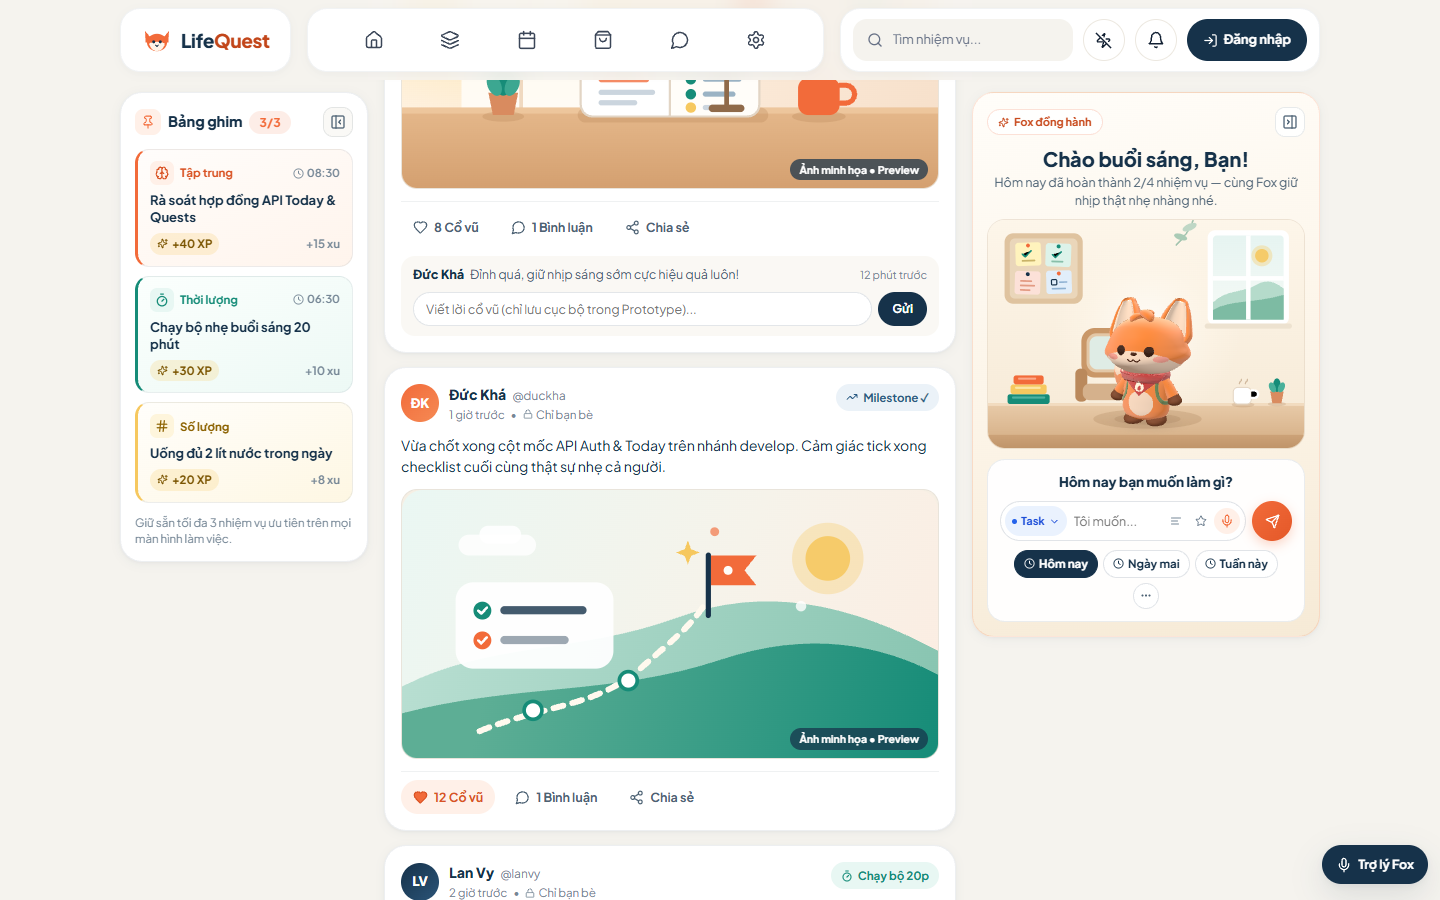 LifeQuest
Tìm nhiệm vụ...
Đăng nhập
Bảng ghim
3/3
Tập trung
08:30
Rà soát hợp đồng API Today &
Quests
+40 XP
+15 xu
Thời lượng
06:30
Chạy bộ nhẹ buổi sáng 20
phút
+30 XP
+10 xu
Số lượng
Uống đủ 2 lít nước trong ngày
+20 XP
+8 xu
Giữ sẵn tối đa 3 nhiệm vụ ưu tiên trên mọi
màn hình làm việc.
Ảnh minh họa • Preview
8 Cổ vũ
1 Bình luận
Chia sẻ
Đức Khá Đỉnh quá, giữ nhịp sáng sớm cực hiệu quả luôn!
12 phút trước
Viết lời cổ vũ (chỉ lưu cục bộ trong Prototype)...
Gửi
ĐK
Đức Khá @duckha
1 giờ trước • Chỉ bạn bè
Milestone ✓
Vừa chốt xong cột mốc API Auth & Today trên nhánh develop. Cảm giác tick xong
checklist cuối cùng thật sự nhẹ cả người.
Ảnh minh họa • Preview
12 Cổ vũ
1 Bình luận
Chia sẻ
LV
Lan Vy @lanvy
2 giờ trước • Chỉ bạn bè
Chạy bộ 20p
Fox đồng hành
Chào buổi sáng, Bạn!
Hôm nay đã hoàn thành 2/4 nhiệm vụ — cùng Fox giữ
nhịp thật nhẹ nhàng nhé.
Hôm nay bạn muốn làm gì?
Task
Tôi muốn...
Hôm nay
Ngày mai
Tuần này
Trợ lý Fox